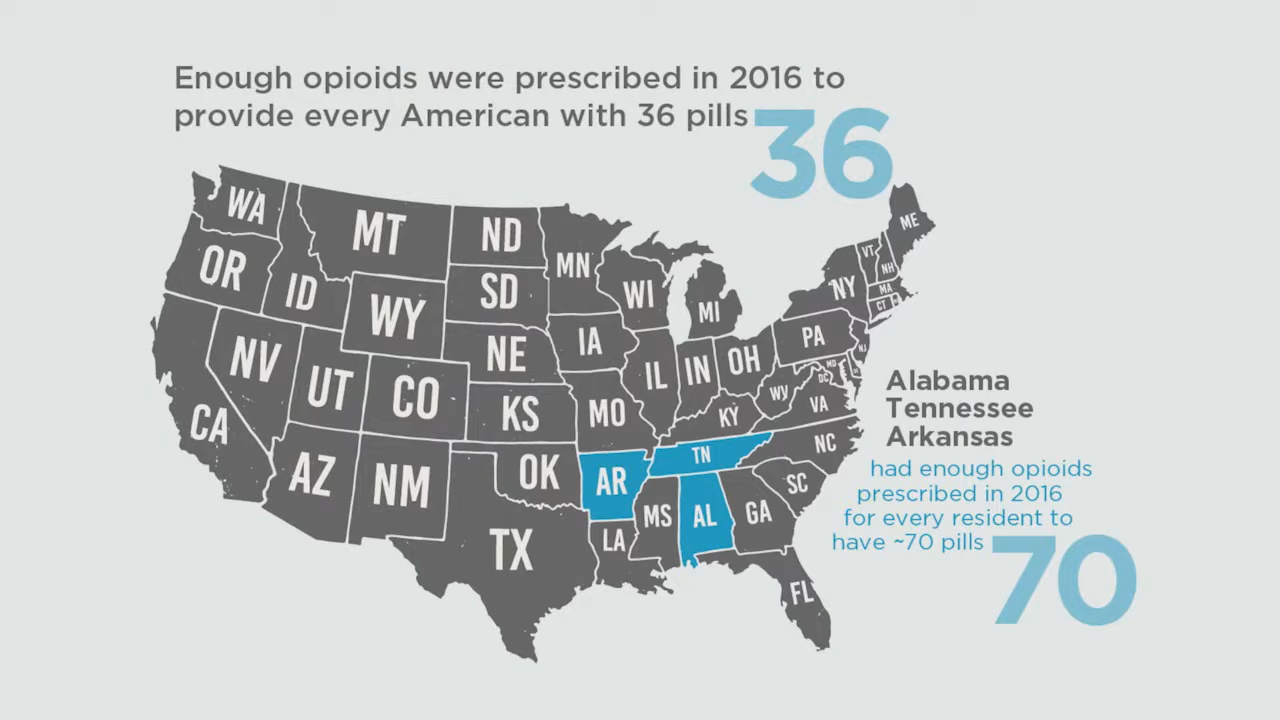 Enough opioids were prescribed in 2016 to
provide every American with 36 pills
36
WA
MT
ND
MN
ME
OR
ID
SD
WI
VT
NH
WY
MI
NY
MA
CT
NV
UT
CO
NE
IA
IL
IN
OH
PA
NJ
MD
DC
CA
KS
MO
KY
WV
VA
AZ
NM
OK
AR
TN
NC
TX
LA
MS
AL
GA
SC
FL
Alabama
Tennessee
Arkansas
had enough opioids
prescribed in 2016
for every resident to
have ~70 pills
70